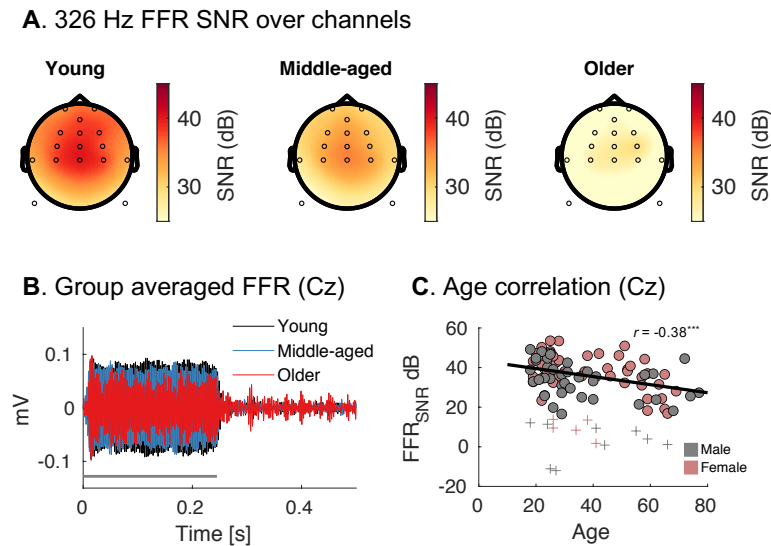 A. 326 Hz FFR SNR over channels
Young
Middle-aged
Older
40
30
SNR (dB)
40
30
SNR (dB)
40
30
SNR (dB)
B. Group averaged FFR (Cz)
Young
Middle-aged
Older
0.1
0
-0.1
mV
0
0.2
0.4
Time [s]
C. Age correlation (Cz)
r = -0.38***
60
40
20
0
-20
FFRSNR dB
Male
Female
0
20
40
60
80
Age